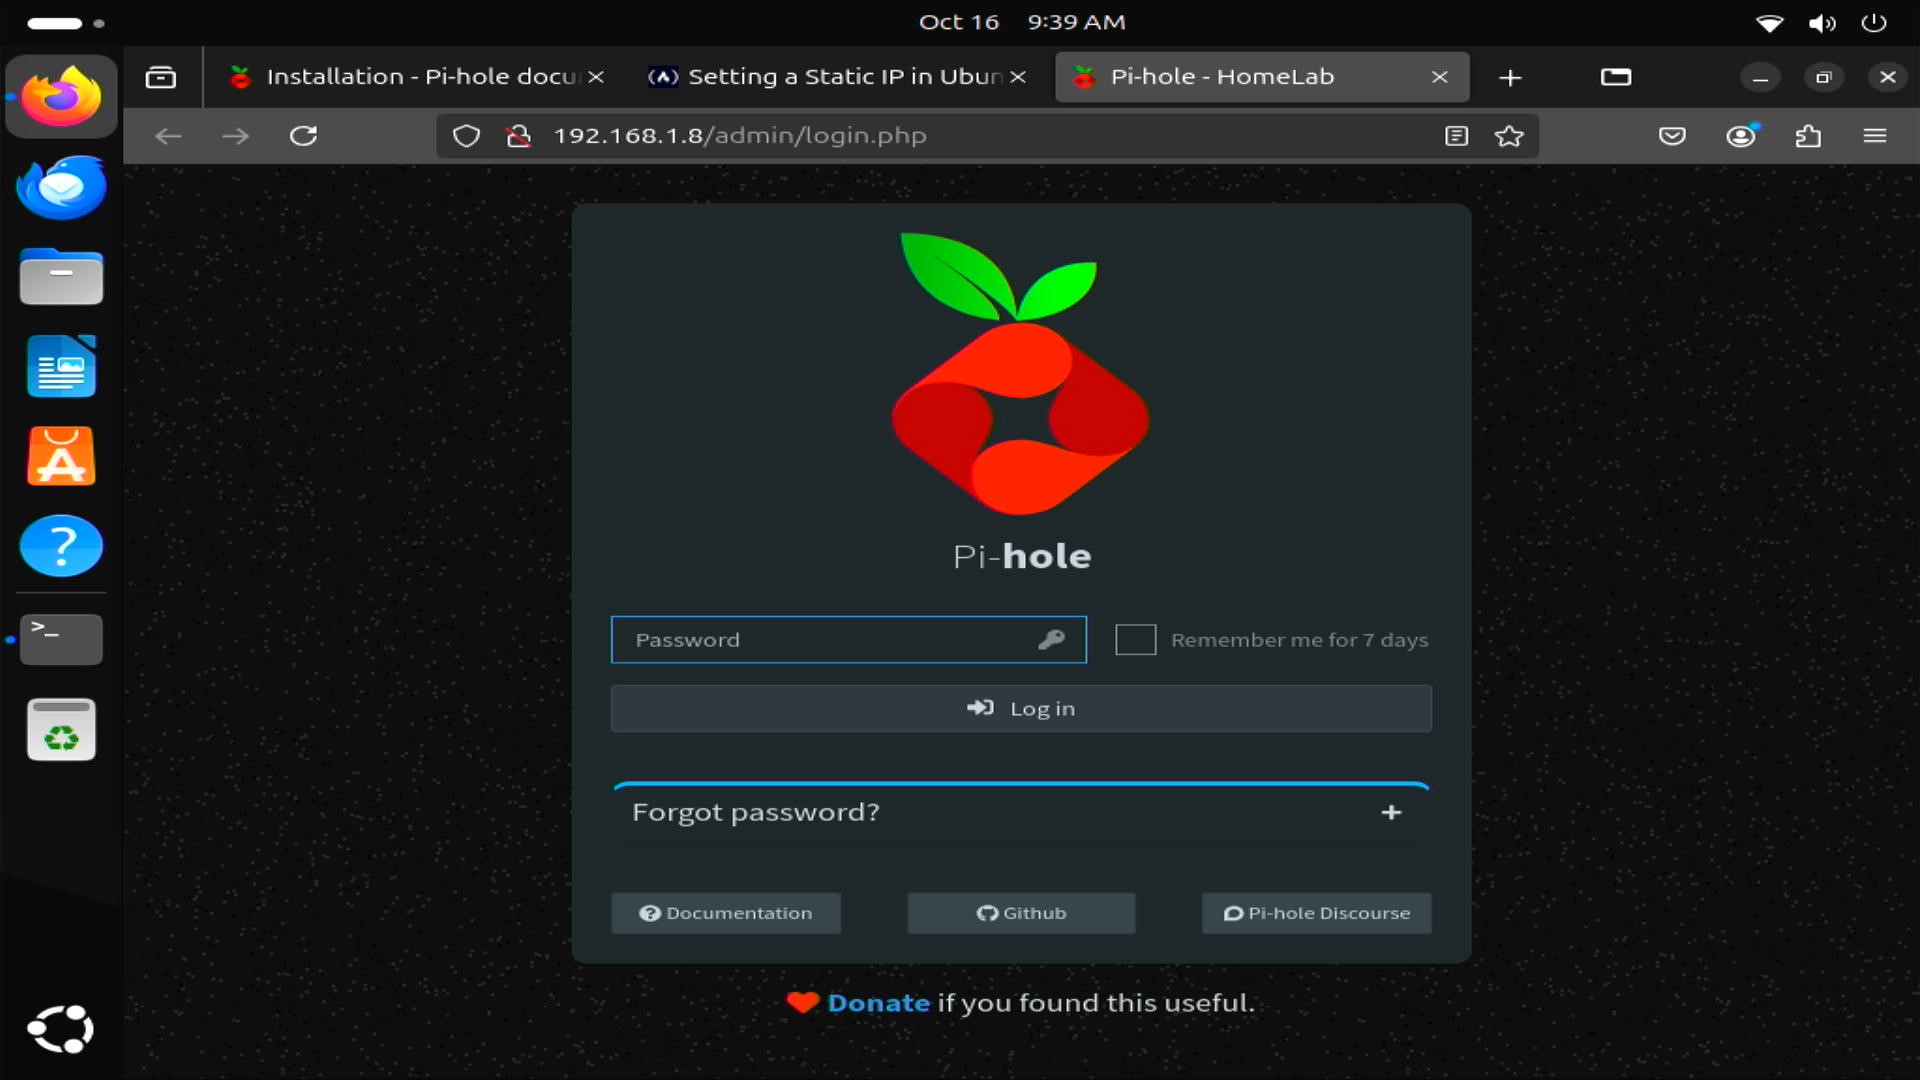 Oct 16 9:39 AM
Installation - Pi-hole docu
Setting a Static IP in Ubun
Pi-hole - HomeLab
192.168.1.8/admin/login.php
>_
A
?
Pi-hole
Password
Remember me for 7 days
Log in
Forgot password?
Documentation
Github
Pi-hole Discourse
Donate if you found this useful.